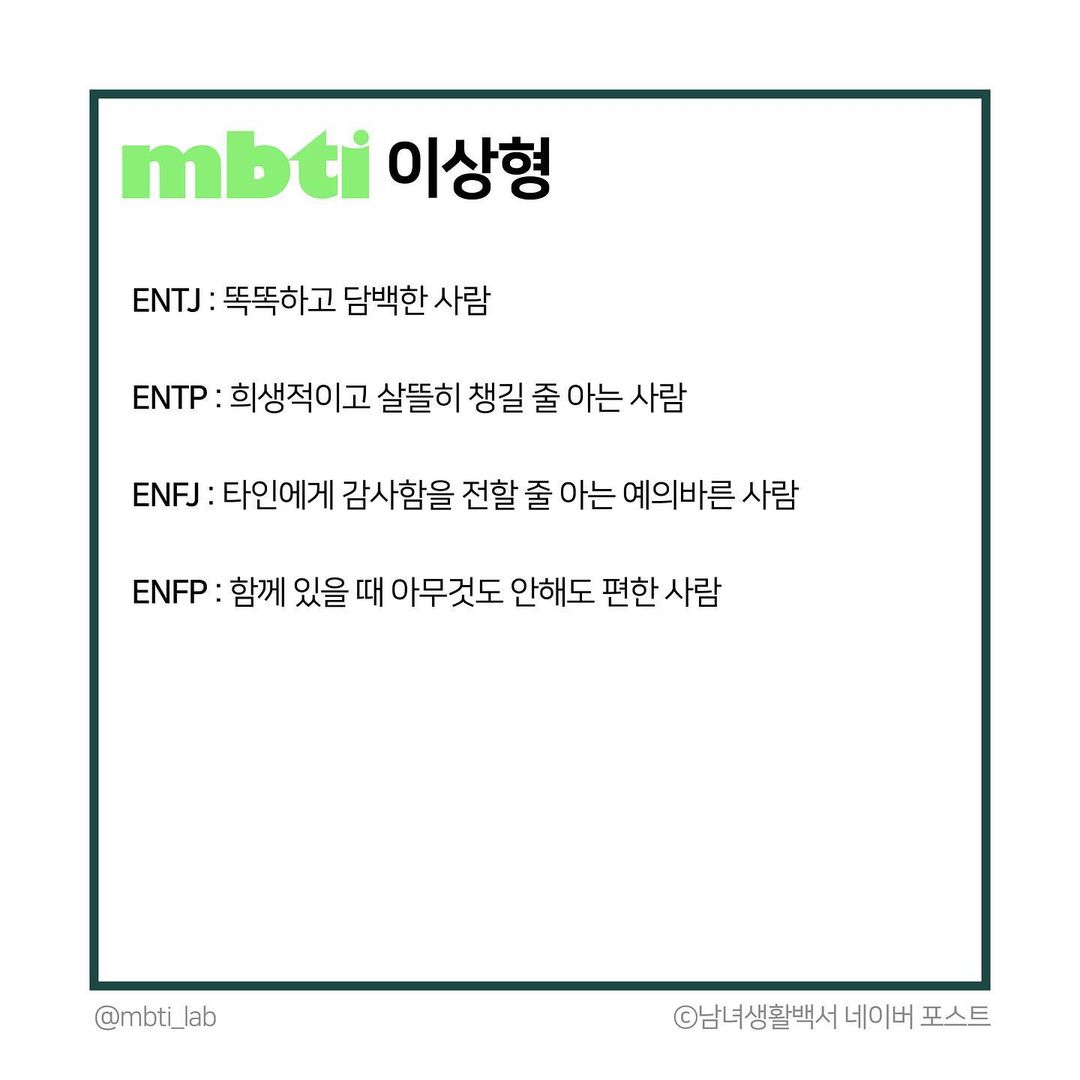 mbti 이상형
ENTJ : 똑똑하고 담백한 사람
ENTP : 희생적이고 살뜰히 챙길 줄 아는 사람
ENFJ : 타인에게 감사함을 전할 줄 아는 예의바른 사람
ENFP : 함께 있을 때 아무것도 안해도 편한 사람
@mbti_lab
©남녀생활백서 네이버 포스트